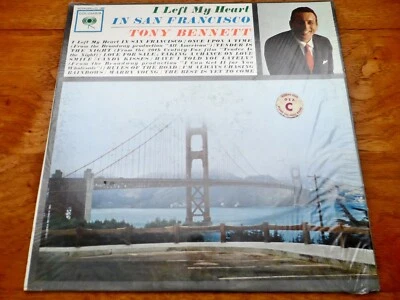 I Left My Heart
IN SAN FRANCISCO
TONY BENNETT
I Left My Heart IN SAN FRANCISCO / ONCE UPON A TIME
(From the Broadway production "All American") / TENDER IS
THE NIGHT (From the 20th Century Fox film "Tender Is
the Night") / LOVE FOR SALE / TAKING A CHANCE ON LOVE
SMILE / CANDY KISSES / HAVE I TOLD YOU LATELY?
(From the Broadway production "I Can Get It For You
Wholesale") / RULES OF THE ROAD / I'M ALWAYS CHASING
RAINBOWS / MARRY YOUNG / THE BEST IS YET TO COME
C